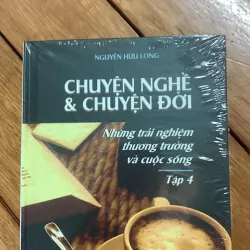 NGUYỄN HỮU LONG
CHUYỆN NGHỀ
& CHUYỆN ĐỜI
Những trải nghiệm
thương trường
và cuộc sống
Tập 4